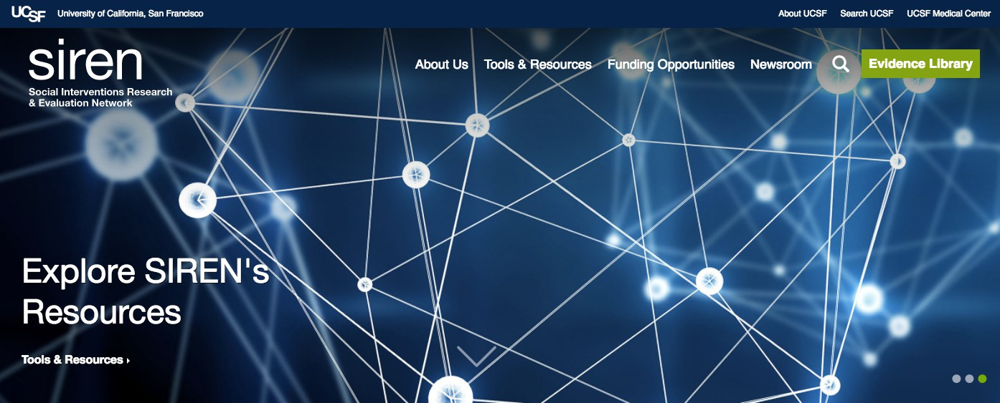 UCSF
University of California, San Francisco
About UCSF
Search UCSF
UCSF Medical Center
siren
Social Interventions Research
& Evaluation Network
About Us
Tools & Resources
Funding Opportunities
Newsroom
Evidence Library
Explore SIREN's
Resources
Tools & Resources